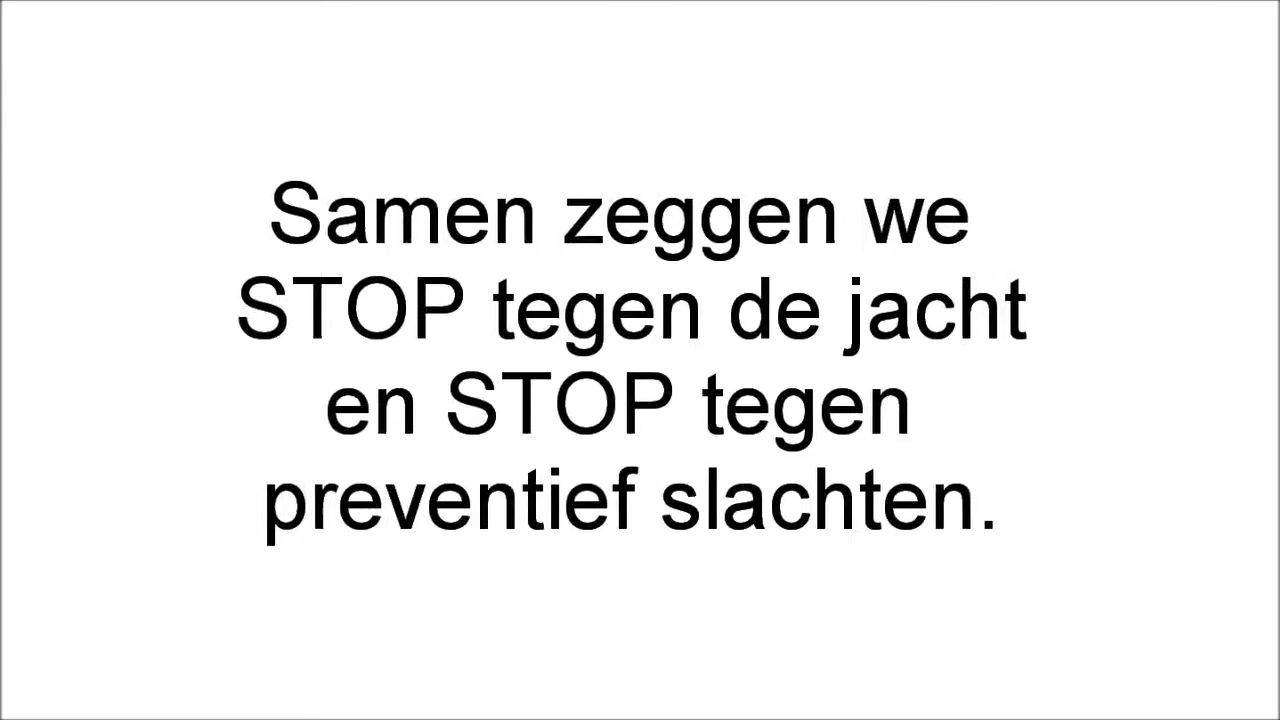 Samen zeggen we
STOP tegen de jacht
en STOP tegen
preventief slachten.